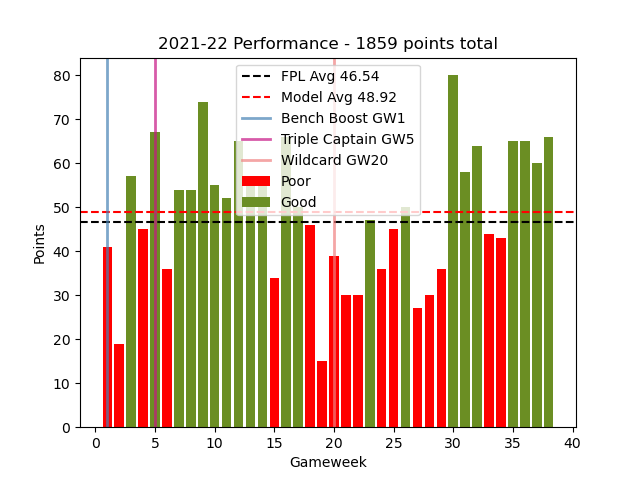 2021-22 Performance - 1859 points total
FPL Avg 46.54
Model Avg 48.92
Bench Boost GW1
Triple Captain GW5
Wildcard GW20
Poor
Good
80
70
60
50
40
30
20
10
0
Points
0 5 10 15 20 25 30 35 40
Gameweek